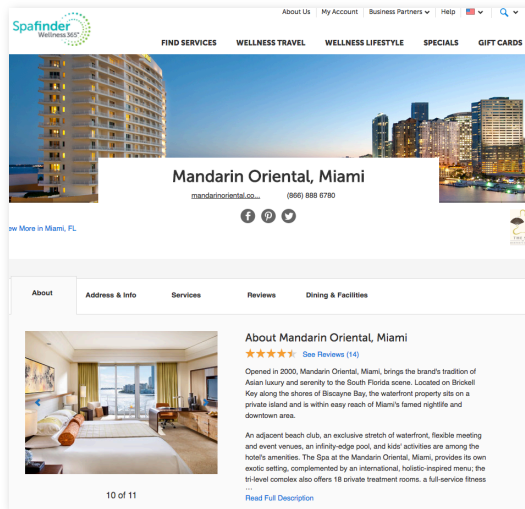 About Us
My Account
Business Partners
Help
Spafinder
Wellness365
FIND SERVICES
WELLNESS TRAVEL
WELLNESS LIFESTYLE
SPECIALS
GIFT CARDS
Mandarin Oriental, Miami
mandarinoriental.co...
(866) 888 6780
ew More in Miami, FL
About
Address & Info
Services
Reviews
Dining & Facilities
About Mandarin Oriental, Miami
See Reviews (14)
Opened in 2000, Mandarin Oriental, Miami, brings the brand's tradition of
Asian luxury and serenity to the South Florida scene. Located on Brickell
Key along the shores of Biscayne Bay, the waterfront property sits on a
private island and is within easy reach of Miami's famed nightlife and
downtown area.
An adjacent beach club, an exclusive stretch of waterfront, flexible meeting
and event venues, an infinity-edge pool, and kids' activities are among the
hotel's amenities. The Spa at the Mandarin Oriental, Miami, provides its own
exotic setting, complemented by an international, holistic-inspired menu; the
tri-level complex also offers 18 private treatment rooms. a full-service fitness
...
10 of 11
Read Full Description